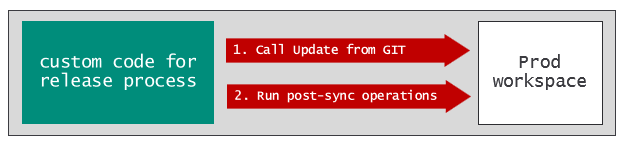 custom code for
release process
1. Call Update from GIT
2. Run post-sync operations
Prod
workspace